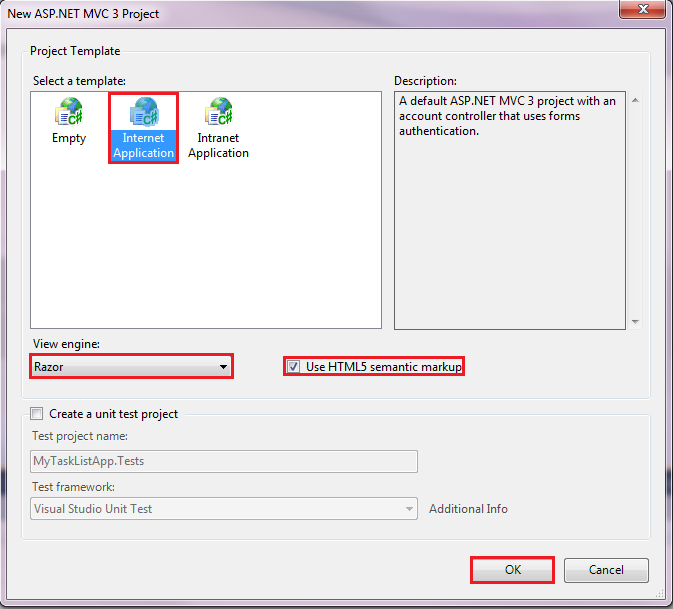 New ASP.NET MVC 3 Project
Project Template
Select a template:
Description:
Empty
Internet
Application
Intranet
Application
A default ASP.NET MVC 3 project with an
account controller that uses forms
authentication.
View engine:
Razor
Use HTML5 semantic markup
Create a unit test project
Test project name:
MyTaskListApp.Tests
Test framework:
Visual Studio Unit Test
Additional Info
OK
Cancel